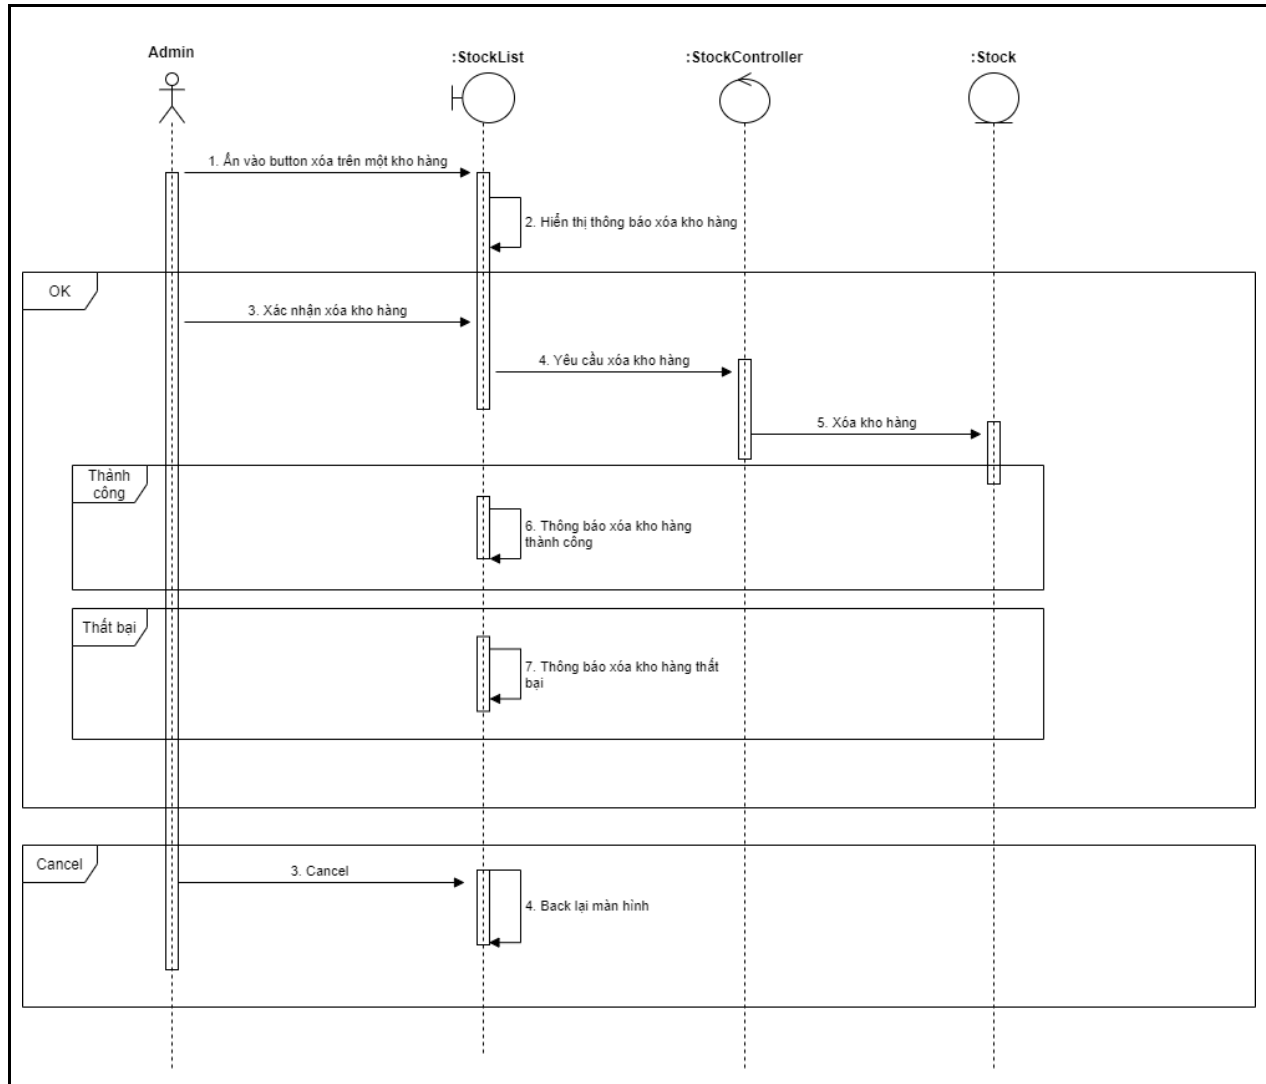 Admin
:StockList
:StockController
:Stock
1. Ấn vào button xóa trên một kho hàng
2. Hiển thị thông báo xóa kho hàng
OK
3. Xác nhận xóa kho hàng
4. Yêu cầu xóa kho hàng
5. Xóa kho hàng
Thành
công
6. Thông báo xóa kho hàng
thành công
Thất bại
7. Thông báo xóa kho hàng thất
bại
Cancel
3. Cancel
4. Back lại màn hình